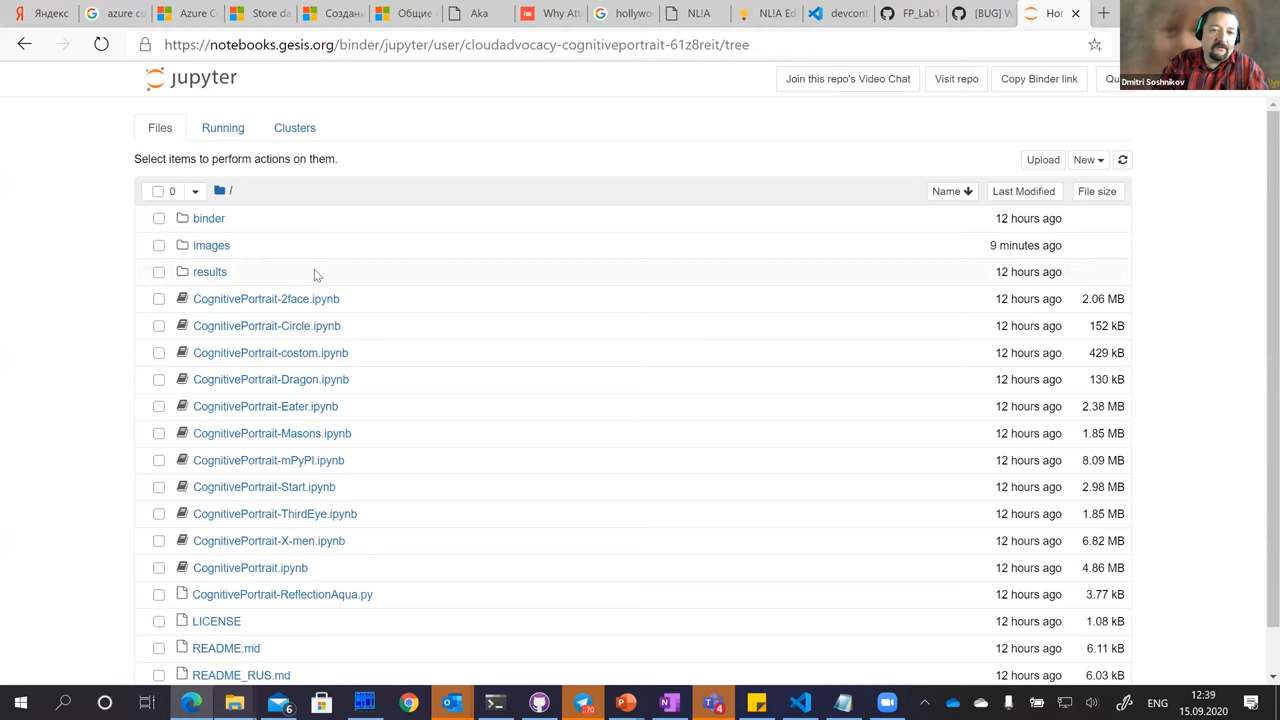 Яндекс
azure co
Store da
Создани
Общие
Aka
Why Att
hollywo
NL!A
NL!A E
devcon
FP_Lab1
[BUG] V
Hor
https://notebooks.gesis.org/binder/jupyter/user/cloudadvocacy-cognitiveportrait-61z8reit/tree
Dmitri Soshnikov
jupyter
Join this repo's Video Chat Visit repo Copy Binder link Qu
Files Running Clusters
Select items to perform actions on them.
Upload New
0 / Name Last Modified File size
binder 12 hours ago
images 9 minutes ago
results 12 hours ago
CognitivePortrait-2face.ipynb 12 hours ago 2.06 MB
CognitivePortrait-Circle.ipynb 12 hours ago 152 kB
CognitivePortrait-costom.ipynb 12 hours ago 429 kB
CognitivePortrait-Dragon.ipynb 12 hours ago 130 kB
CognitivePortrait-Eater.ipynb 12 hours ago 2.38 MB
CognitivePortrait-Masons.ipynb 12 hours ago 1.85 MB
CognitivePortrait-mPyPl.ipynb 12 hours ago 8.09 MB
CognitivePortrait-Start.ipynb 12 hours ago 2.98 MB
CognitivePortrait-ThirdEye.ipynb 12 hours ago 1.85 MB
CognitivePortrait-X-men.ipynb 12 hours ago 6.82 MB
CognitivePortrait.ipynb 12 hours ago 4.86 MB
CognitivePortrait-ReflectionAqua.py 12 hours ago 3.77 kB
LICENSE 12 hours ago 1.08 kB
README.md 12 hours ago 6.11 kB
README_RUS.md 12 hours ago 6.03 kB
6 70 4 ENG 12:39
15.09.2020